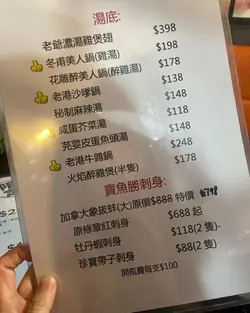 湯底:
老爺濃湯雞煲翅 $398
冬甫美人鍋(雞湯) $198
花雕醉美人鍋(醉雞湯) $178
老港沙嗲鍋 $138
秘制麻辣湯 $148
咸蛋芥菜湯 $148
芫荽皮蛋魚頭湯 $248
老港牛雜鍋 $178
火焰醉雞煲(半隻)
賣魚勝刺身:
加拿大象拔蚌(大)原價$888 特價 $798
原條章紅刺身 $688 起
牡丹蝦刺身 $118(2 隻)-
珍寶帶子刺身 $88(2 隻)
開瓶費每支$100